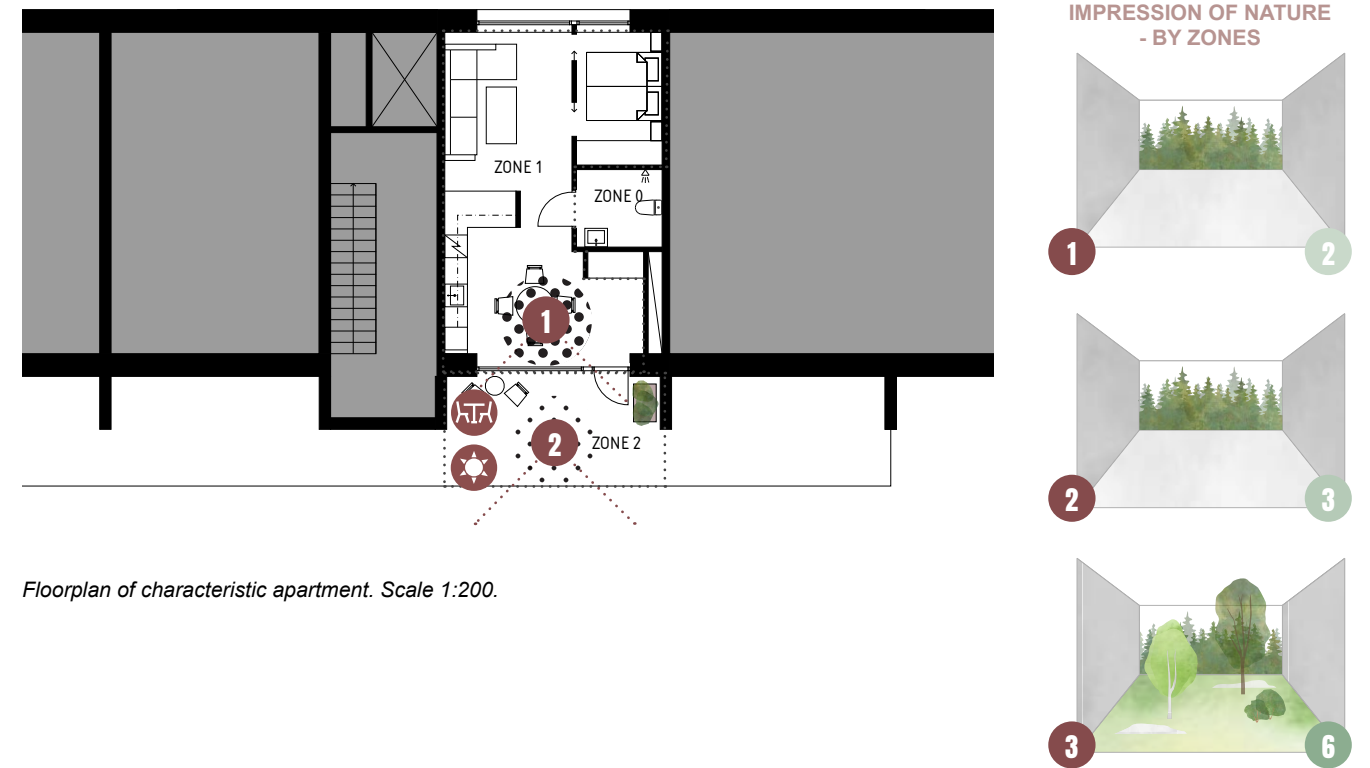 IMPRESSION OF NATURE
- BY ZONES
ZONE 1
ZONE 0
1
2
ZONE 2
1
2
2
3
3
6
Floorplan of characteristic apartment. Scale 1:200.